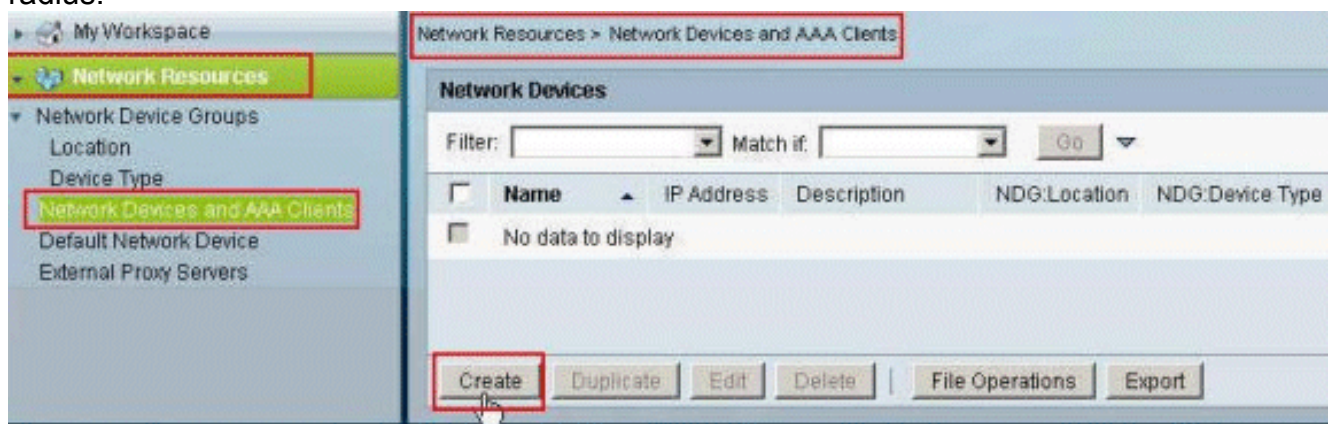 radius.
My Workspace
Network Resources
Network Device Groups
Location
Device Type
Network Devices and AAA Clients
Default Network Device
External Proxy Servers
Network Resources > Network Devices and AAA Clients
Network Devices
Filter: Match if: Go
Name IP Address Description NDG:Location NDG:Device Type
No data to display
Create Duplicate Edit Delete | File Operations Export